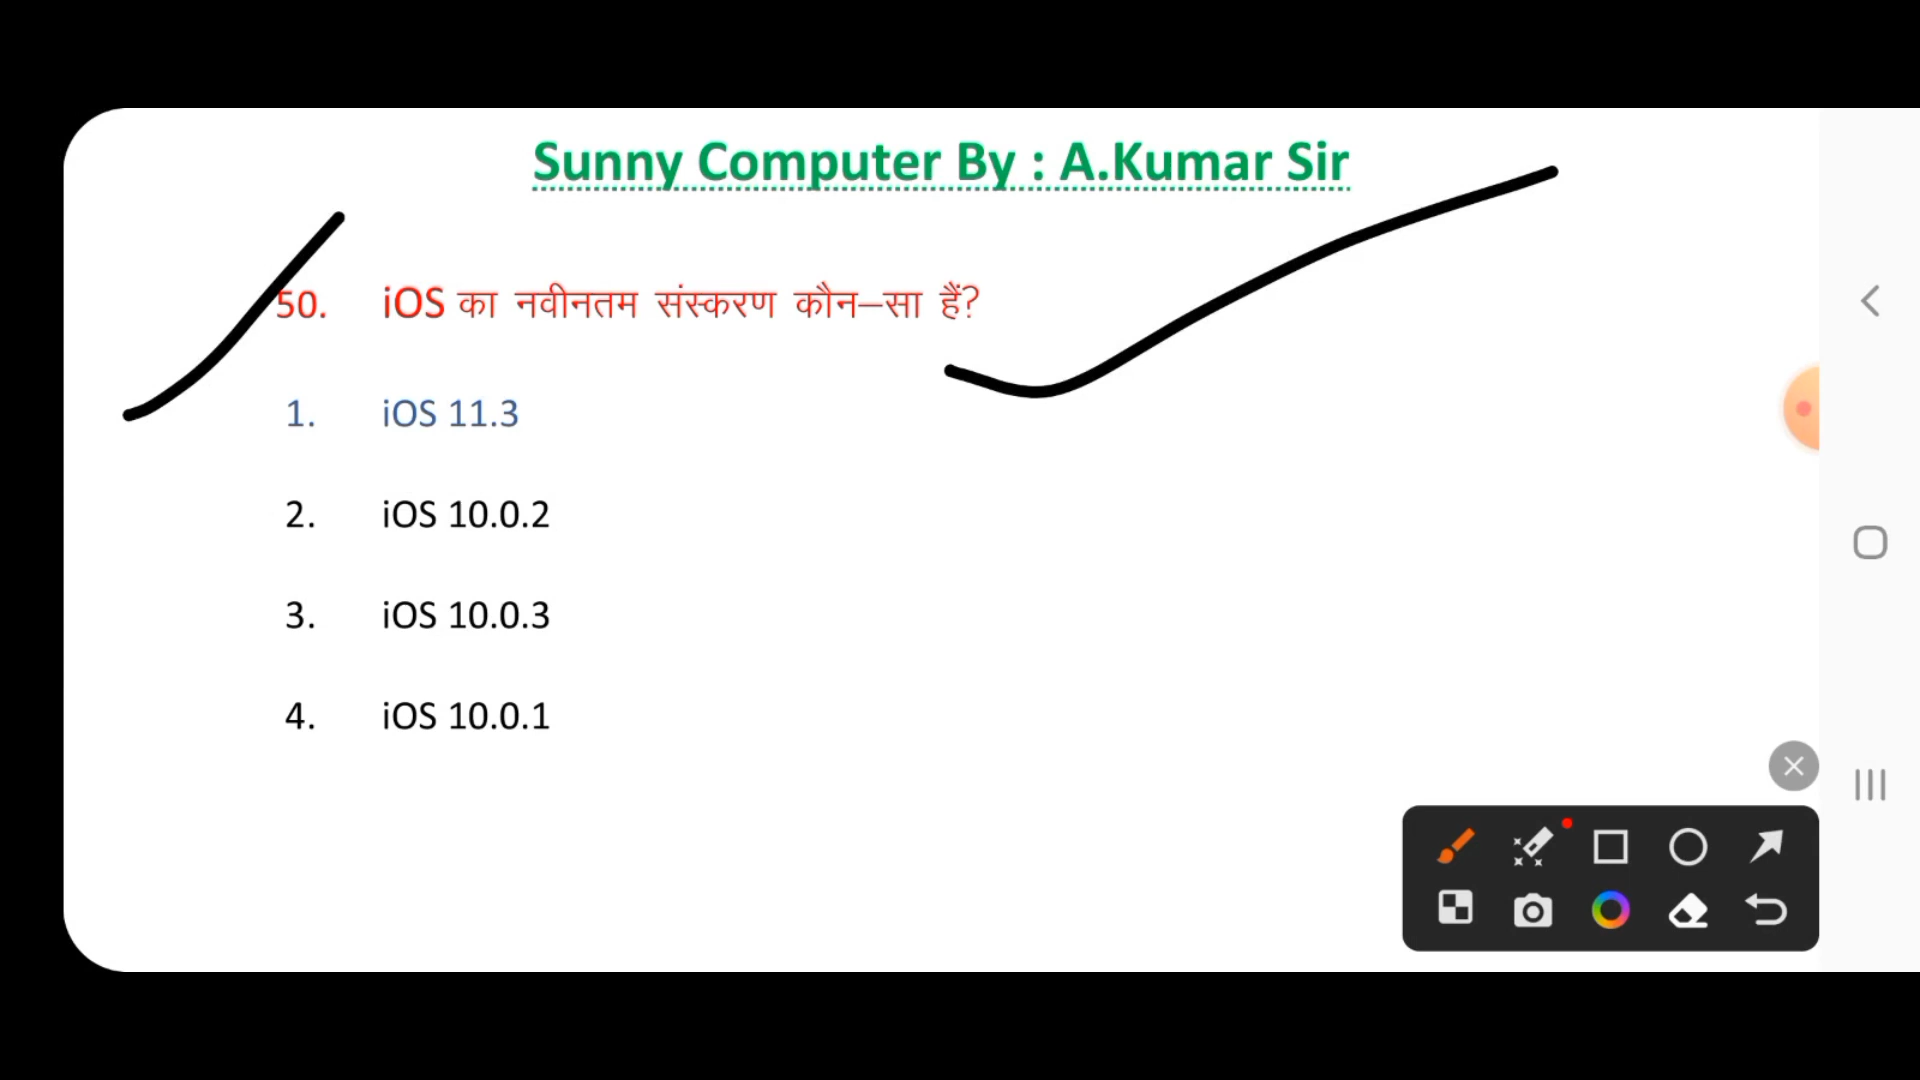 Sunny Computer By : A.Kumar Sir
50. iOS का नवीनतम संस्करण कौन–सा हैं?
1. iOS 11.3
2. iOS 10.0.2
3. iOS 10.0.3
4. iOS 10.0.1